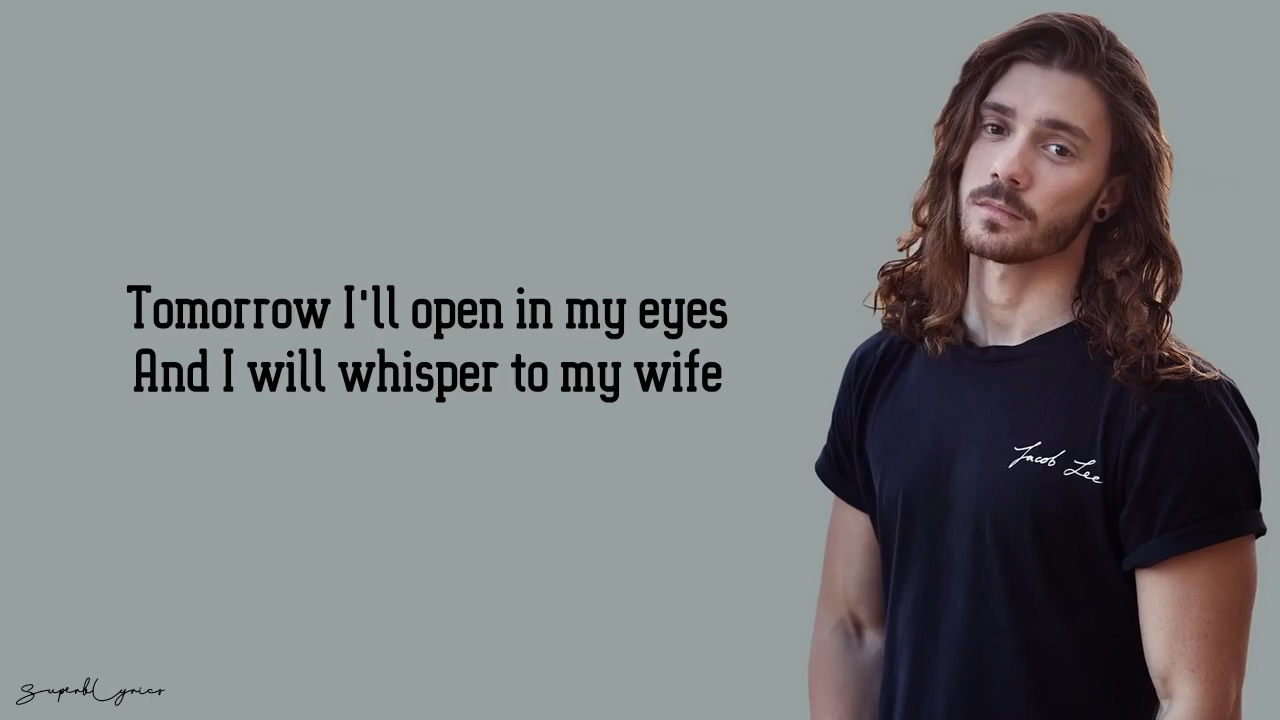 Tomorrow I'll open in my eyes
And I will whisper to my wife
Jacob Lee
SuperbLyrics